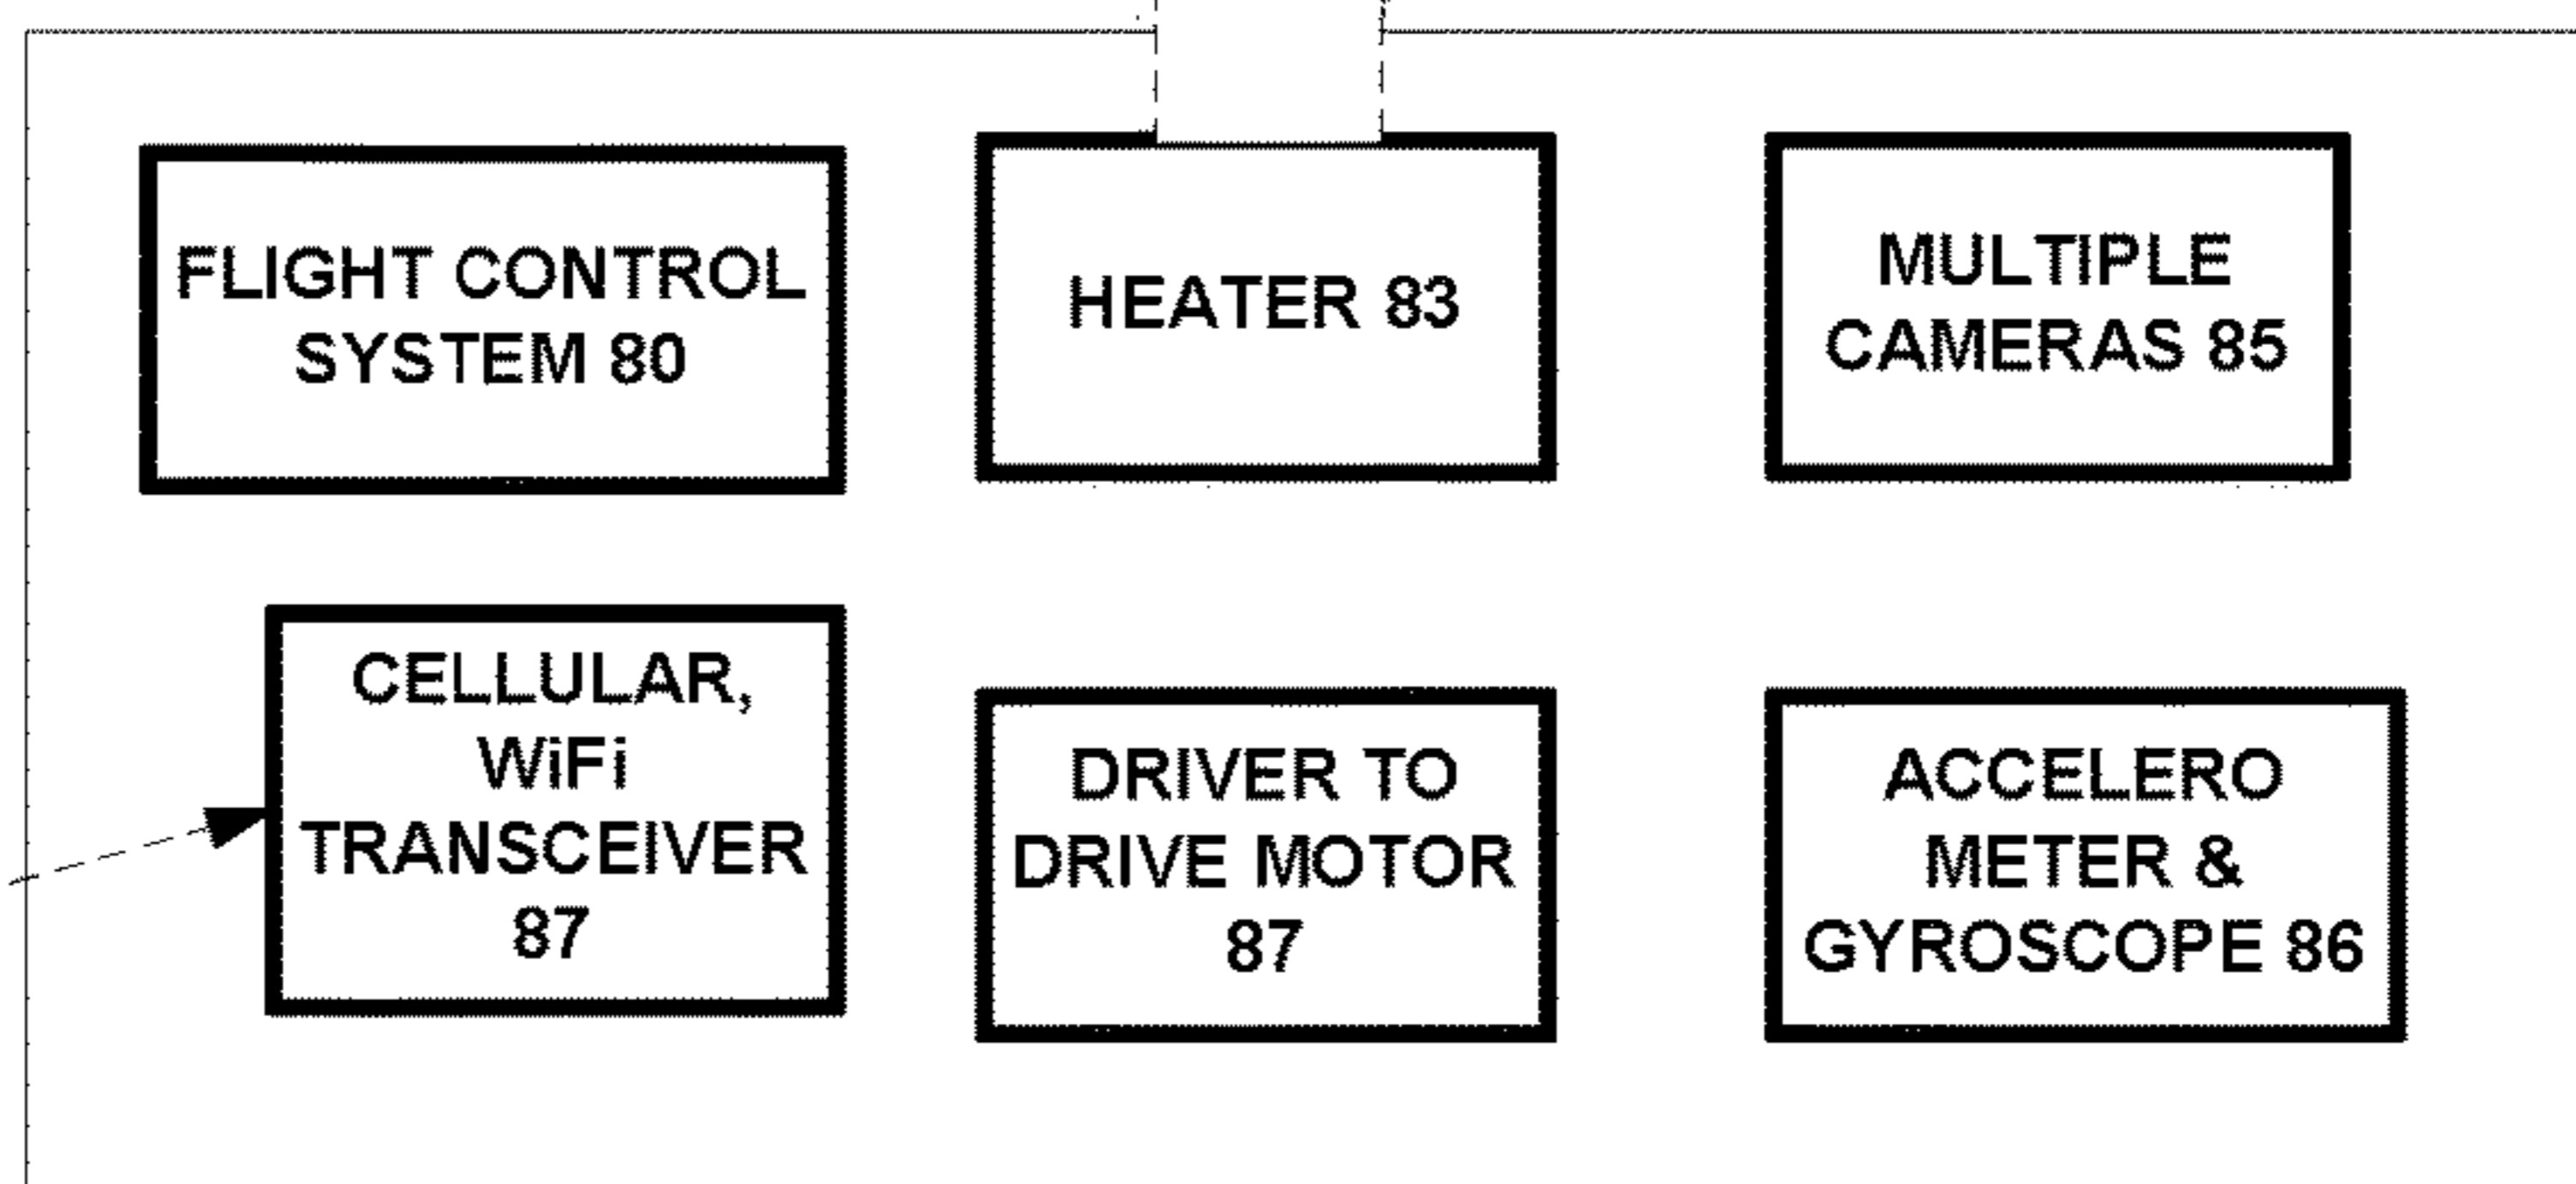 FLIGHT CONTROL
SYSTEM 80
HEATER 83
MULTIPLE
CAMERAS 85
CELLULAR,
WiFi
TRANSCEIVER
87
DRIVER TO
DRIVE MOTOR
87
ACCELERO
METER &
GYROSCOPE 86